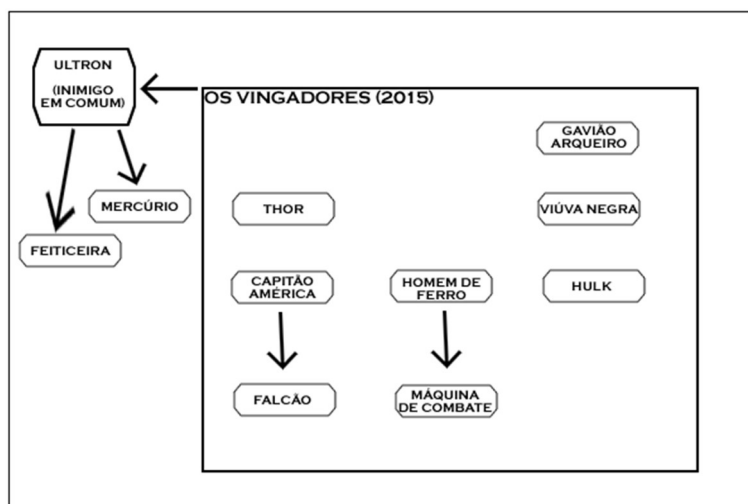 ULTRON
(INIMIGO
EM COMUM)
OS VINGADORES (2015)
GAVIÃO
ARQUEIRO
MERCÚRIO
THOR
VIÚVA NEGRA
FEITICEIRA
CAPITÃO
AMÉRICA
HOMEM DE
FERRO
HULK
FALCÃO
MÁQUINA
DE COMBATE